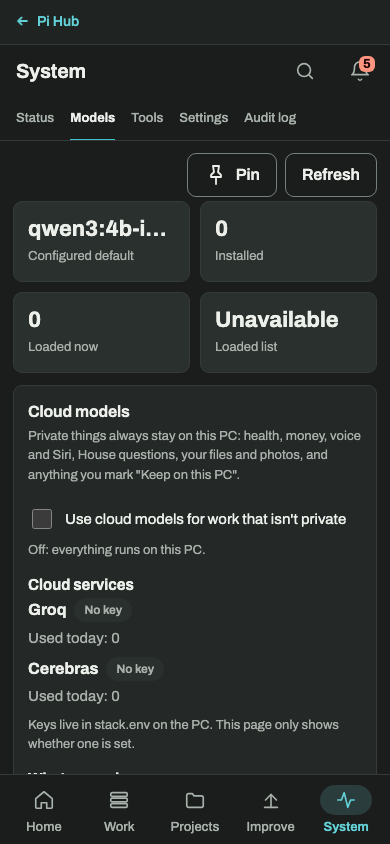 Pi Hub
System
5
Status Models Tools Settings Audit log
Pin Refresh
qwen3:4b-i...
Configured default
0
Installed
0
Loaded now
Unavailable
Loaded list
Cloud models
Private things always stay on this PC: health, money, voice
and Siri, House questions, your files and photos, and
anything you mark "Keep on this PC".
Use cloud models for work that isn't private
Off: everything runs on this PC.
Cloud services
Groq No key
Used today: 0
Cerebras No key
Used today: 0
Keys live in stack.env on the PC. This page only shows
whether one is set.
Home Work Projects Improve System